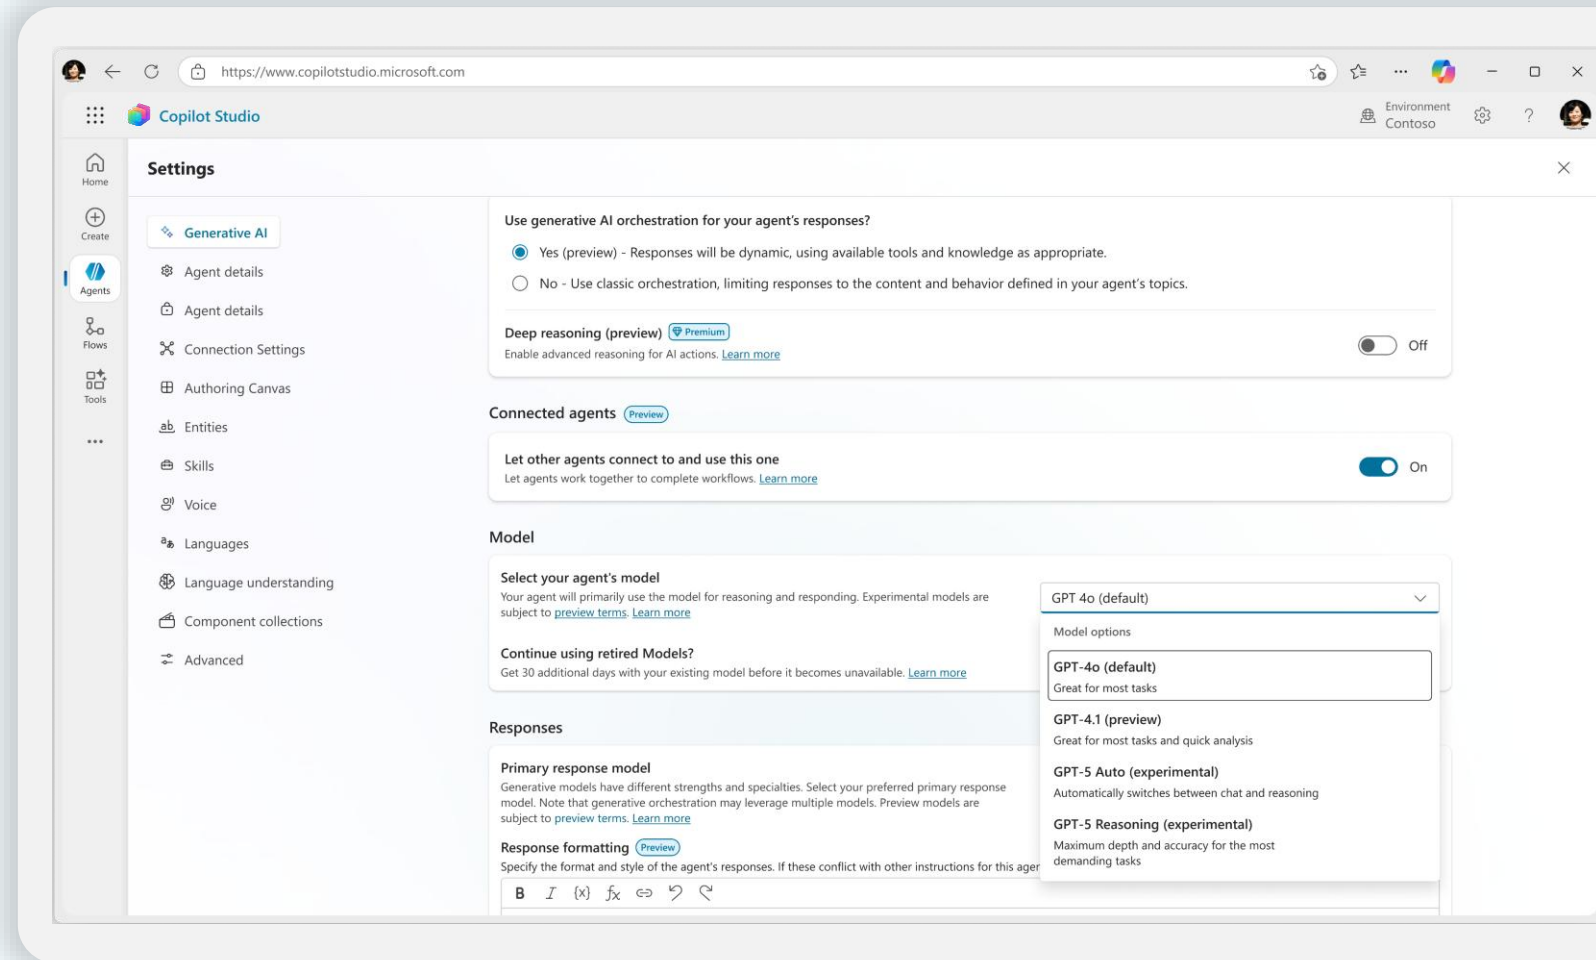 https://www.copilotstudio.microsoft.com
Copilot Studio
Environment
Contoso
?
Home
Create
Agents
Flows
Tools
Settings
Generative AI
Agent details
Agent details
Connection Settings
Authoring Canvas
ab Entities
Skills
Voice
Languages
Language understanding
Component collections
Advanced
Use generative AI orchestration for your agent's responses?
Yes (preview) - Responses will be dynamic, using available tools and knowledge as appropriate.
No - Use classic orchestration, limiting responses to the content and behavior defined in your agent's topics.
Deep reasoning (preview) Premium
Enable advanced reasoning for AI actions. Learn more
Off
Connected agents Preview
Let other agents connect to and use this one
Let agents work together to complete workflows. Learn more
On
Model
Select your agent's model
Your agent will primarily use the model for reasoning and responding. Experimental models are
subject to preview terms. Learn more
Continue using retired Models?
Get 30 additional days with your existing model before it becomes unavailable. Learn more
GPT 4o (default)
Model options
GPT-4o (default)
Great for most tasks
GPT-4.1 (preview)
Great for most tasks and quick analysis
GPT-5 Auto (experimental)
Automatically switches between chat and reasoning
GPT-5 Reasoning (experimental)
Maximum depth and accuracy for the most
demanding tasks
Responses
Primary response model
Generative models have different strengths and specialties. Select your preferred primary response
model. Note that generative orchestration may leverage multiple models. Preview models are
subject to preview terms. Learn more
Response formatting Preview
Specify the format and style of the agent's responses. If these conflict with other instructions for this ager
B I {x} fx